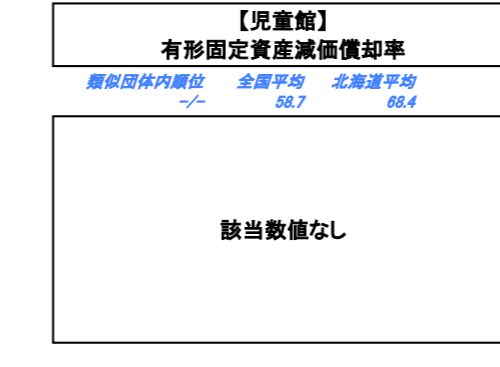 【児童館】
有形固定資産減価償却率
類似団体内順位 全国平均 北海道平均
-/- 58.7 68.4
該当数値なし